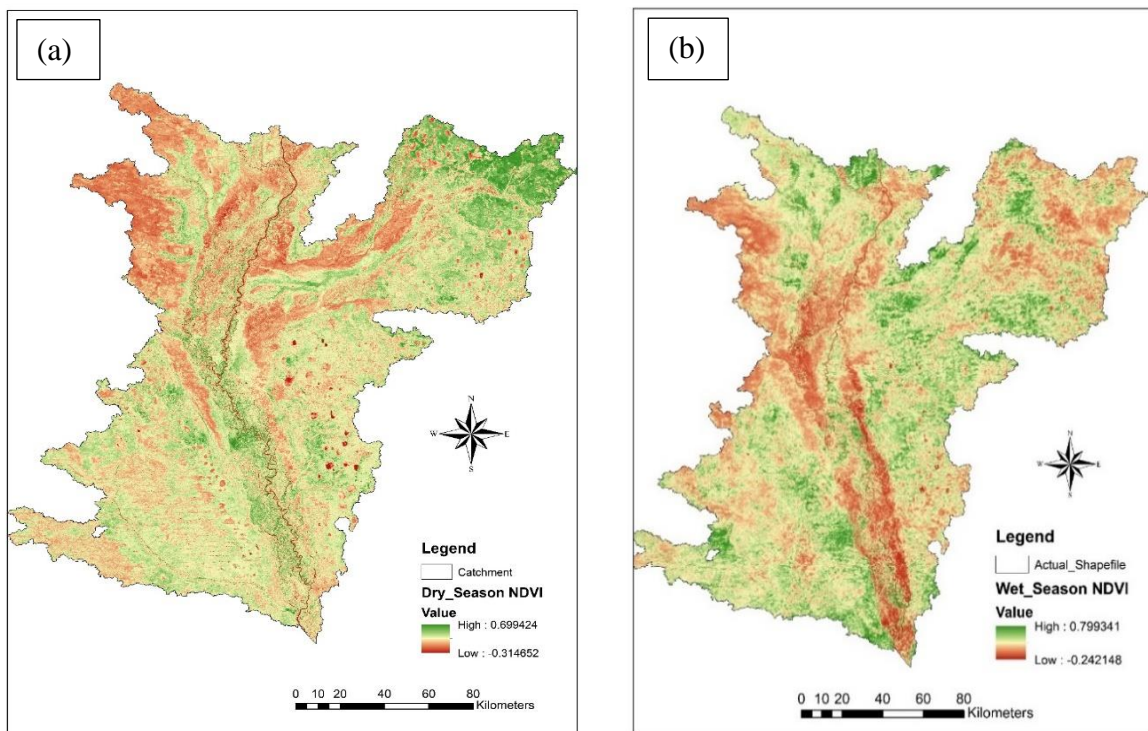 (a)
N
W E
S
Legend
Catchment
Dry_Season NDVI
Value
High : 0.699424
Low : -0.314652
0 10 20 40 60 80
Kilometers
(b)
N
W E
S
Legend
Actual_Shapefile
Wet_Season NDVI
Value
High : 0.799341
Low : -0.242148
0 10 20 40 60 80
Kilometers